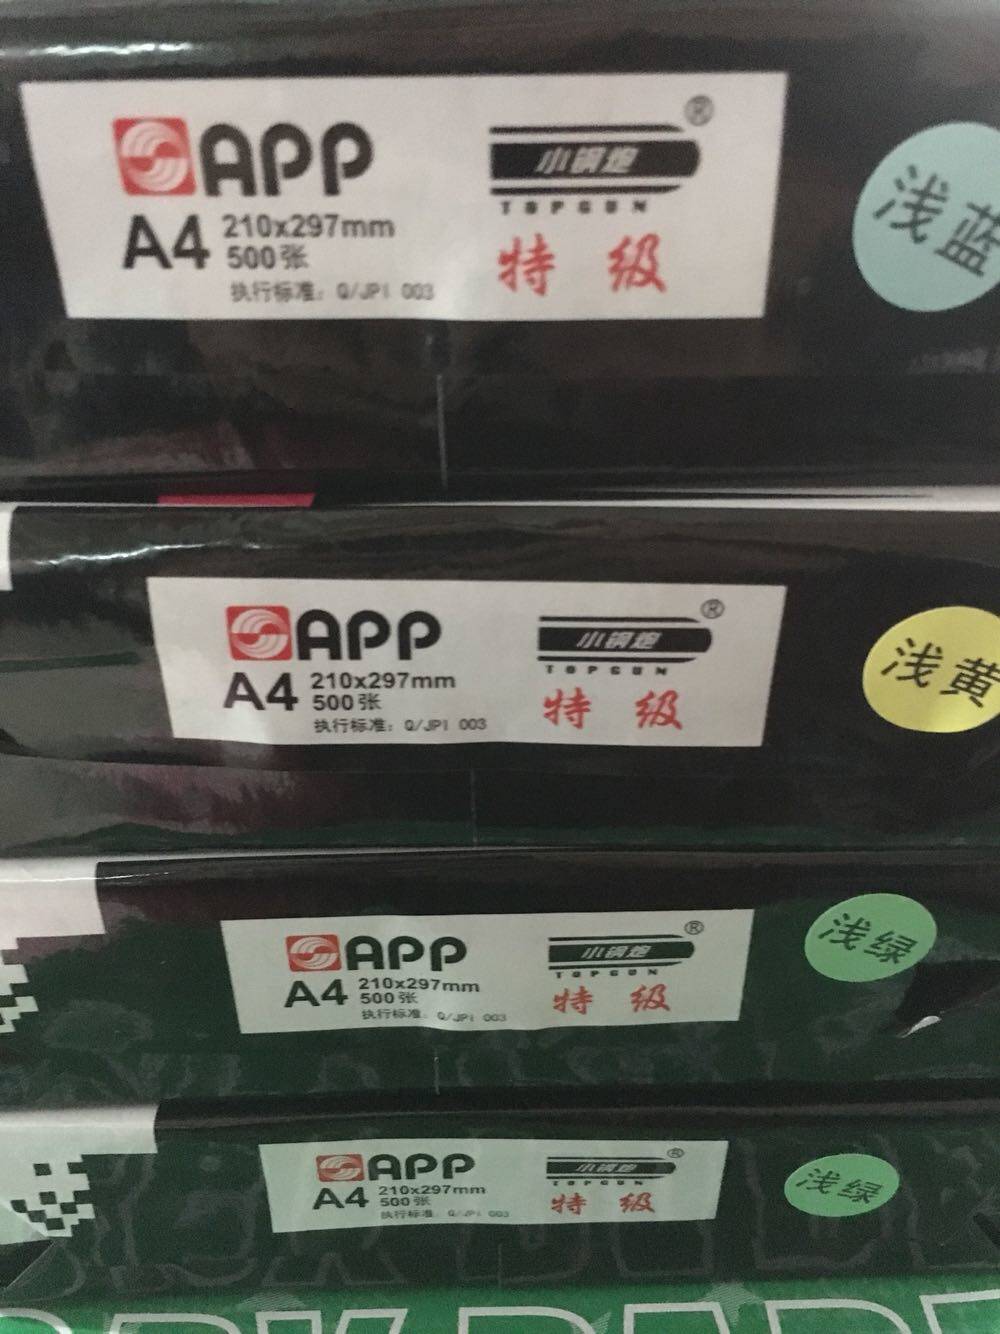 APP
A4 210x297mm
500张
执行标准：Q/JPI 003
小钢炮®
TOPGUN
特 级
浅蓝
APP
A4 210x297mm
500张
执行标准：Q/JPI 003
小钢炮®
TOPGUN
特 级
浅黄
APP
A4 210x297mm
500张
执行标准：Q/JPI 003
小钢炮®
TOPGUN
特 级
浅绿
APP
A4 210x297mm
500张
执行标准：Q/JPI 003
小钢炮®
TOPGUN
特 级
浅绿